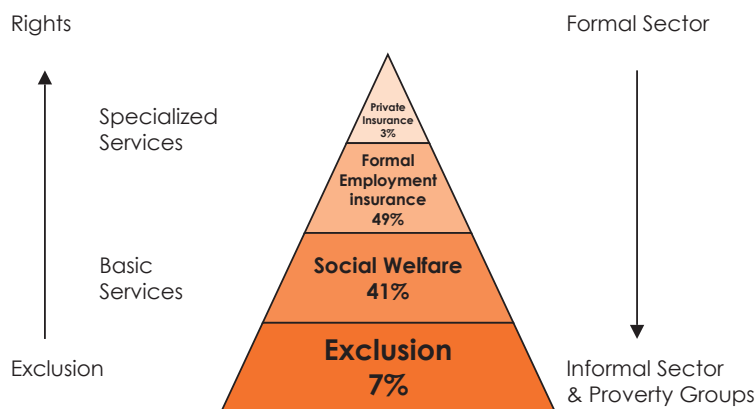 Rights
Formal Sector
Specialized
Services
Private
Insurance
3%
Formal
Employment
insurance
49%
Basic
Services
Social Welfare
41%
Exclusion
Exclusion
7%
Informal Sector
& Proverty Groups